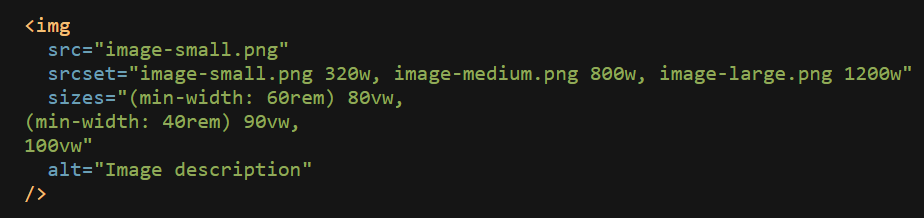 <img
src="image-small.png"
srcset="image-small.png 320w, image-medium.png 800w, image-large.png 1200w"
sizes="(min-width: 60rem) 80vw,
(min-width: 40rem) 90vw,
100vw"
alt="Image description"
/>